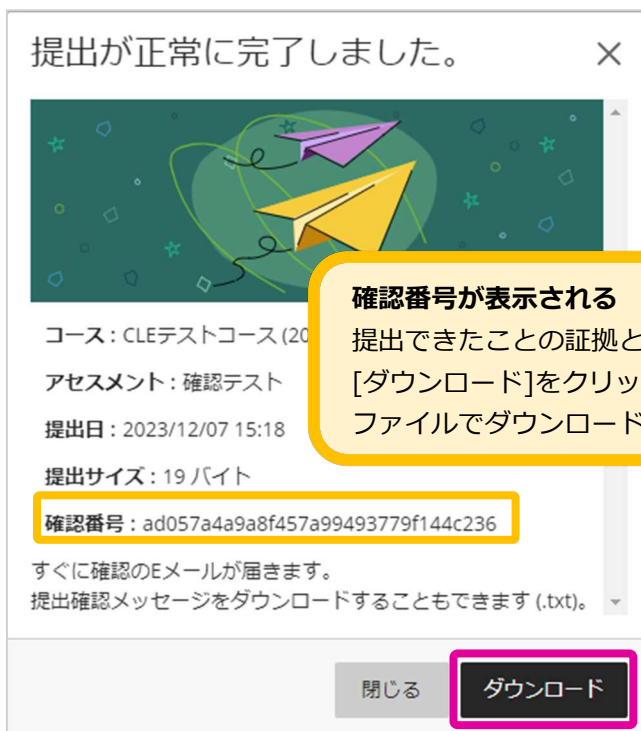 提出が正常に完了しました。
確認番号が表示される
提出できたことの証拠と
[ダウンロード]をクリッ
ファイルでダウンロード
コース : CLEテストコース (20
アセスメント : 確認テスト
提出日 : 2023/12/07 15:18
提出サイズ : 19 バイト
確認番号 : ad057a4a9a8f457a99493779f144c236
すぐに確認のEメールが届きます。
提出確認メッセージをダウンロードすることもできます (.txt)。
閉じる
ダウンロード